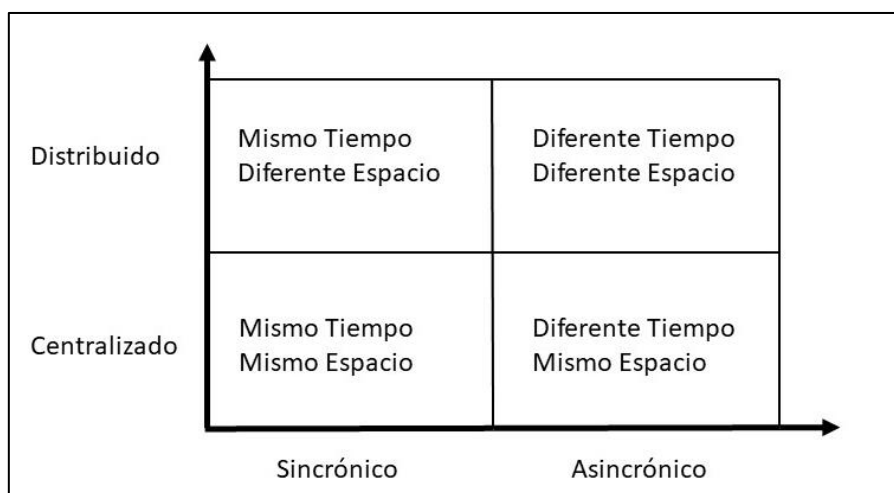 Distribuido
Mismo Tiempo
Diferente Espacio
Diferente Tiempo
Diferente Espacio
Centralizado
Mismo Tiempo
Mismo Espacio
Diferente Tiempo
Mismo Espacio
Sincrónico
Asincrónico